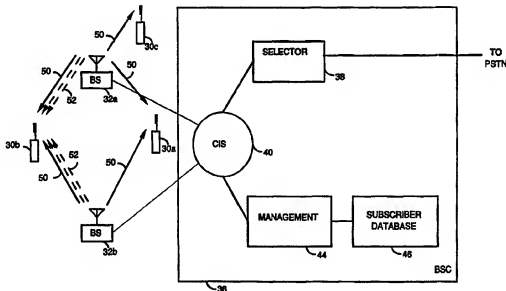 50
30c
SELECTOR
TO
PSTN
50
50
BS
38
52
32a
30b
52
50
30a
CIS
40
50
MANAGEMENT
SUBSCRIBER
DATABASE
BS
32b
44
46
BSC
36